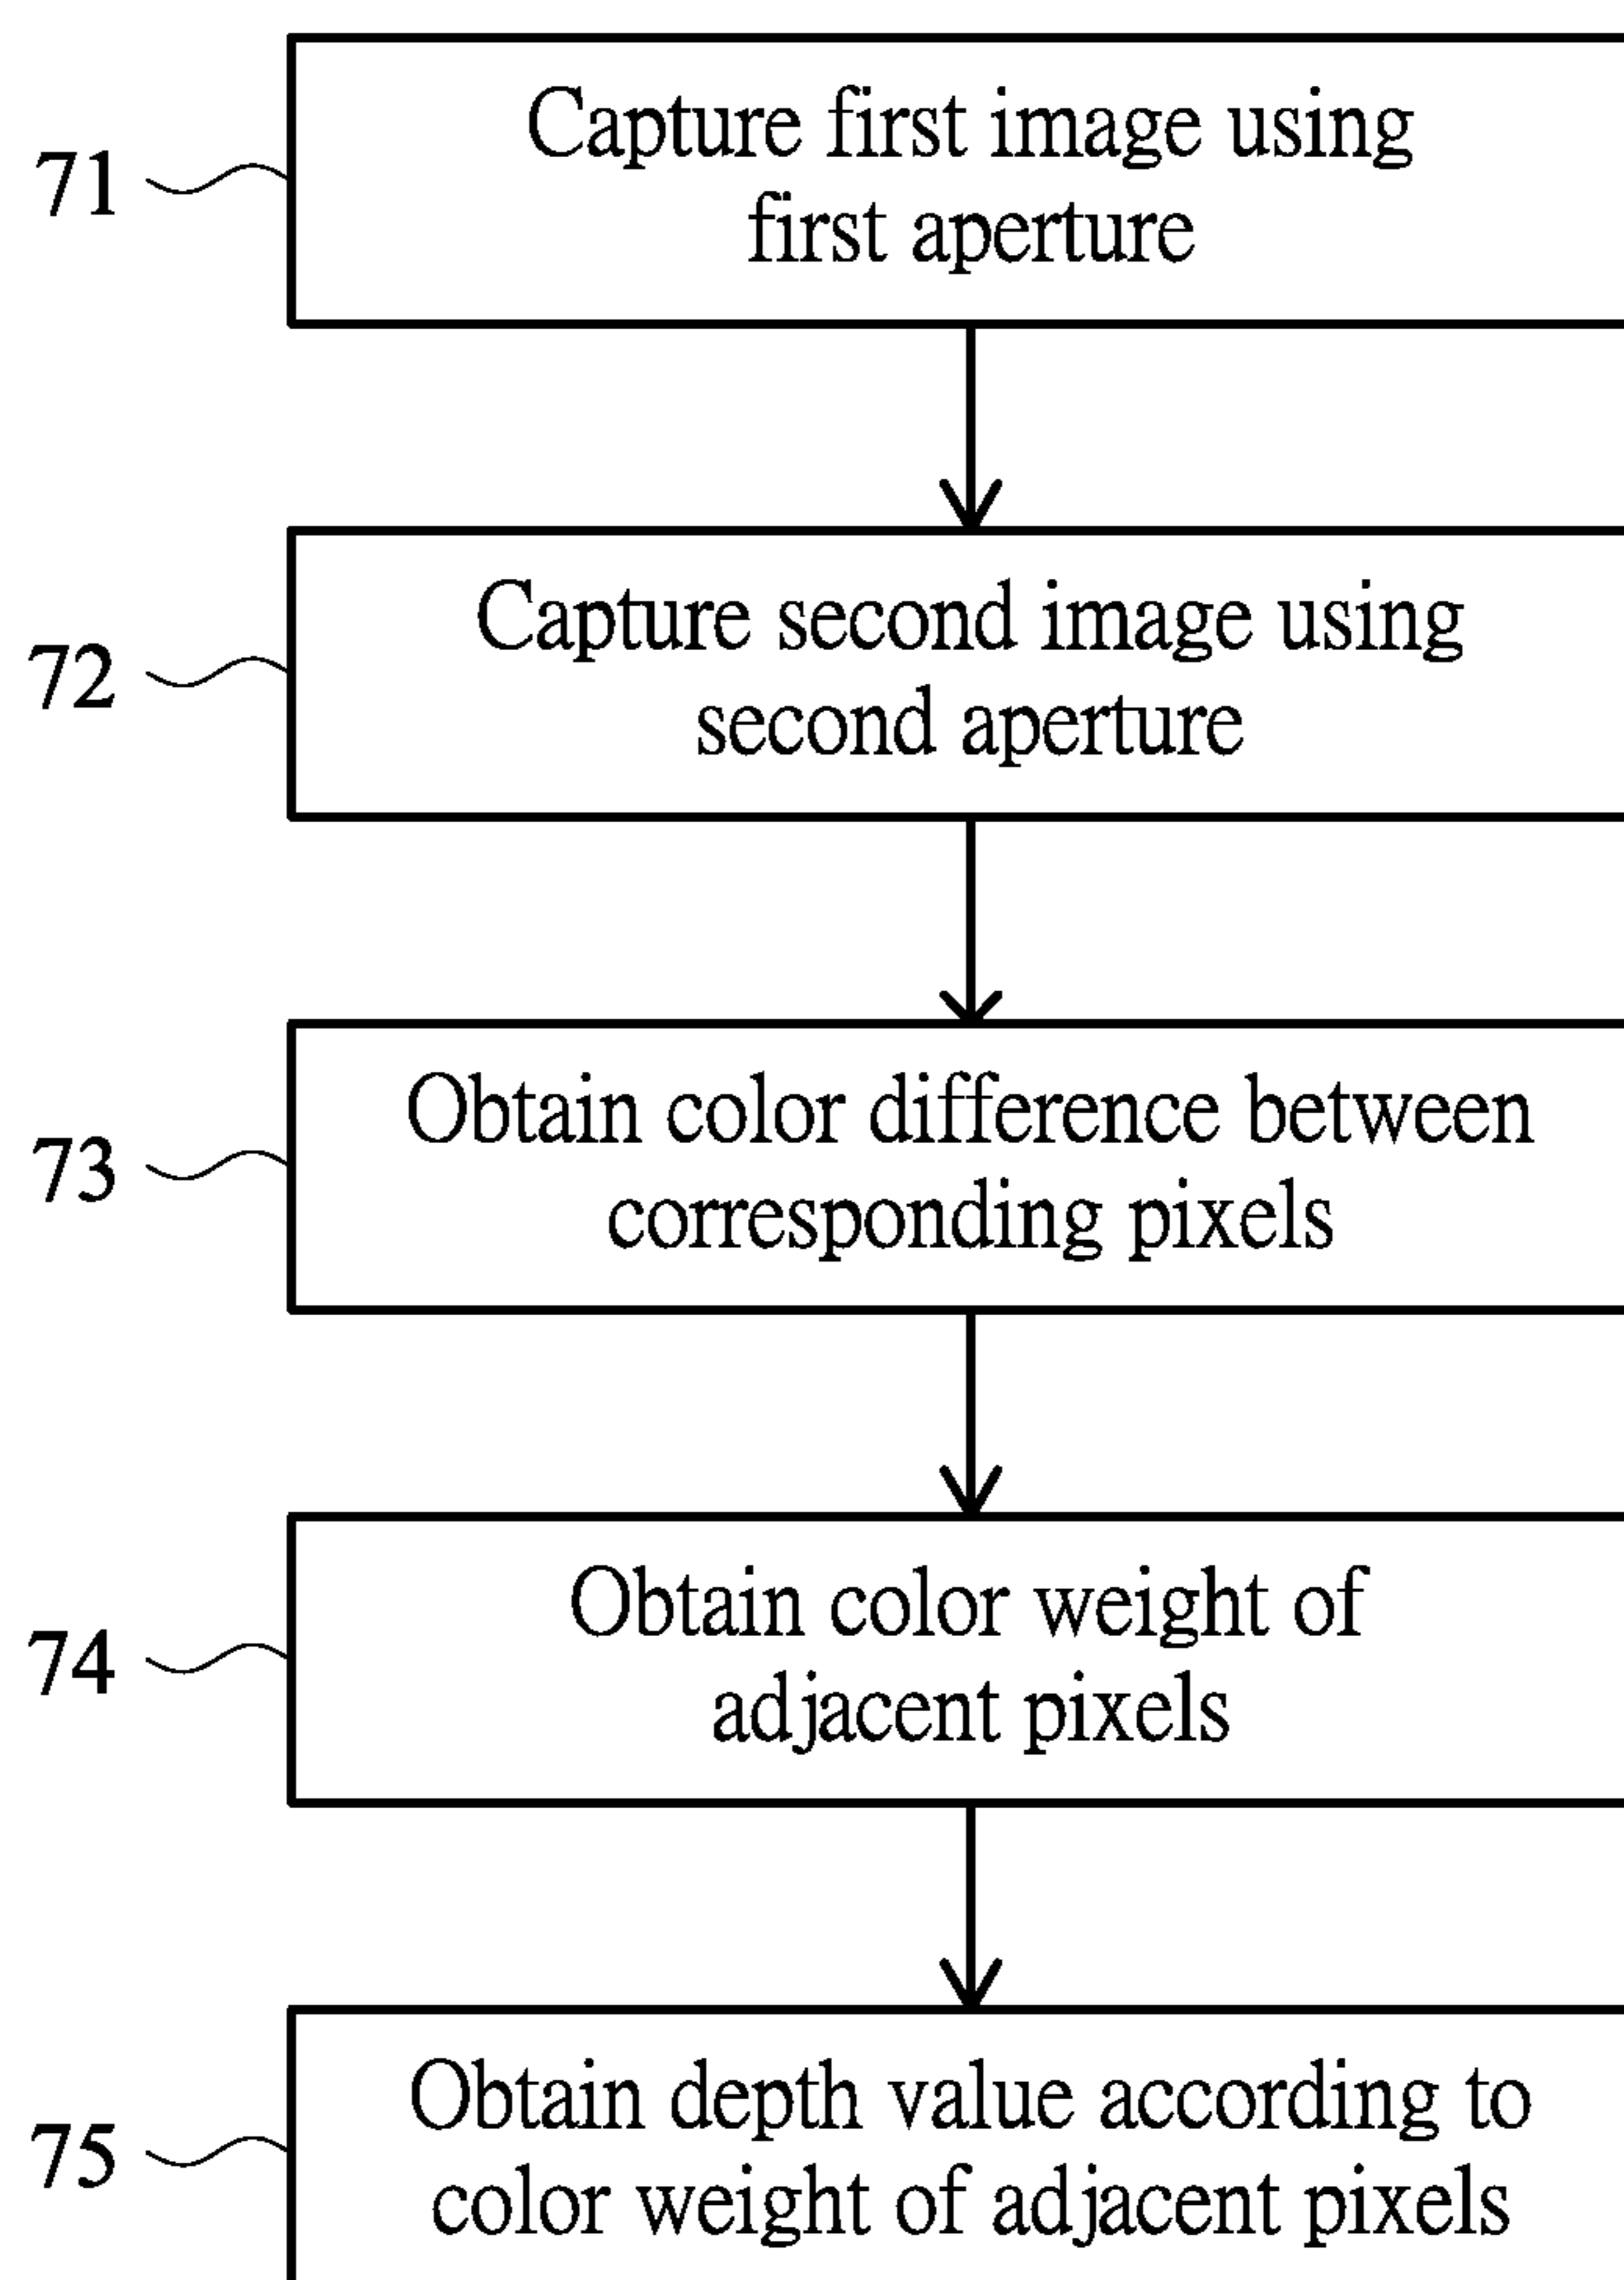 71
Capture first image using
first aperture
72
Capture second image using
second aperture
73
Obtain color difference between
corresponding pixels
74
Obtain color weight of
adjacent pixels
75
Obtain depth value according to
color weight of adjacent pixels